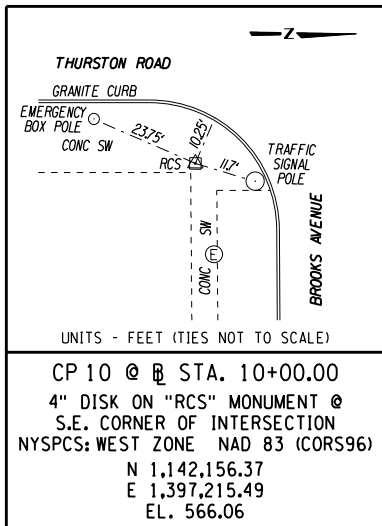 Z
THURSTON ROAD
GRANITE CURB
EMERGENCY
BOX POLE
CONC SW
23.75'
10.25'
RCS
11.7'
TRAFFIC
SIGNAL
POLE
CONC SW
E
BROOKS AVENUE
UNITS - FEET (TIES NOT TO SCALE)
CP 10 @ BL STA. 10+00.00
4" DISK ON "RCS" MONUMENT @
S.E. CORNER OF INTERSECTION
NYSPCS: WEST ZONE NAD 83 (CORS96)
N 1,142,156.37
E 1,397,215.49
EL. 566.06